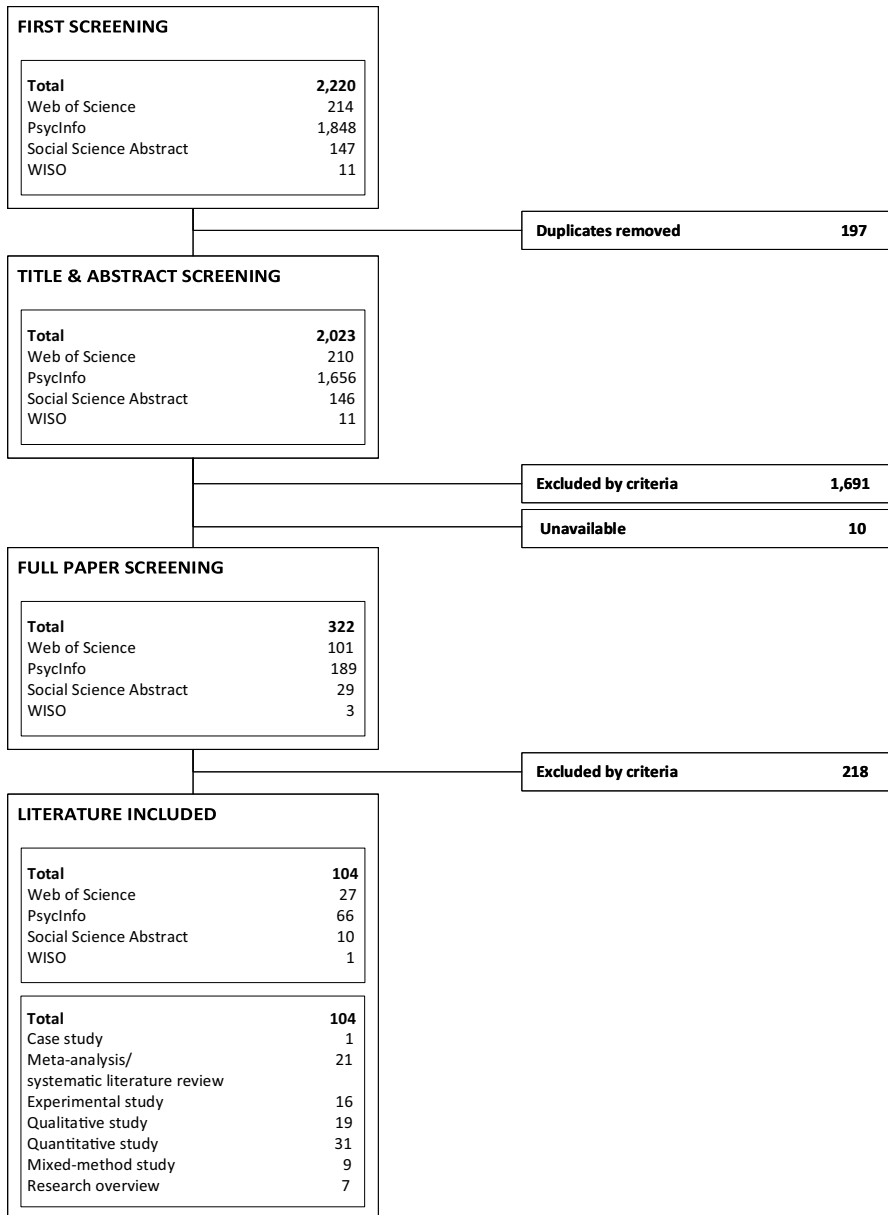 FIRST SCREENING
Total 2,220
Web of Science 214
PsycInfo 1,848
Social Science Abstract 147
WISO 11
Duplicates removed 197
TITLE & ABSTRACT SCREENING
Total 2,023
Web of Science 210
PsycInfo 1,656
Social Science Abstract 146
WISO 11
Excluded by criteria 1,691
Unavailable 10
FULL PAPER SCREENING
Total 322
Web of Science 101
PsycInfo 189
Social Science Abstract 29
WISO 3
Excluded by criteria 218
LITERATURE INCLUDED
Total 104
Web of Science 27
PsycInfo 66
Social Science Abstract 10
WISO 1
Total 104
Case study 1
Meta-analysis/ 21
systematic literature review
Experimental study 16
Qualitative study 19
Quantitative study 31
Mixed-method study 9
Research overview 7